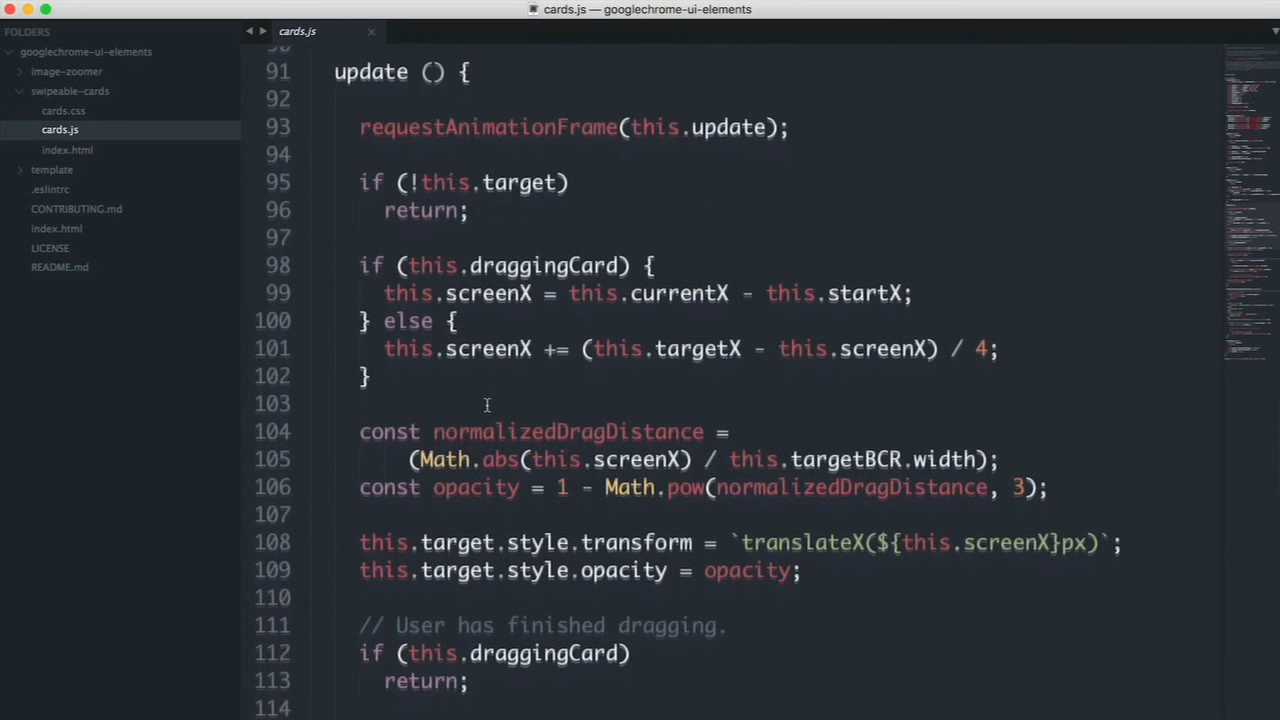 cards.js — googlechrome-ui-elements
FOLDERS
googlechrome-ui-elements
image-zoomer
swipeable-cards
cards.css
cards.js
index.html
template
.eslintrc
CONTRIBUTING.md
index.html
LICENSE
README.md
cards.js
90
91 update () {
92
93 requestAnimationFrame(this.update);
94
95 if (!this.target)
96 return;
97
98 if (this.draggingCard) {
99 this.screenX = this.currentX - this.startX;
100 } else {
101 this.screenX += (this.targetX - this.screenX) / 4;
102 }
103
104 const normalizedDragDistance =
105 (Math.abs(this.screenX) / this.targetBCR.width);
106 const opacity = 1 - Math.pow(normalizedDragDistance, 3);
107
108 this.target.style.transform = `translateX(${this.screenX}px)`;
109 this.target.style.opacity = opacity;
110
111 // User has finished dragging.
112 if (this.draggingCard)
113 return;
114